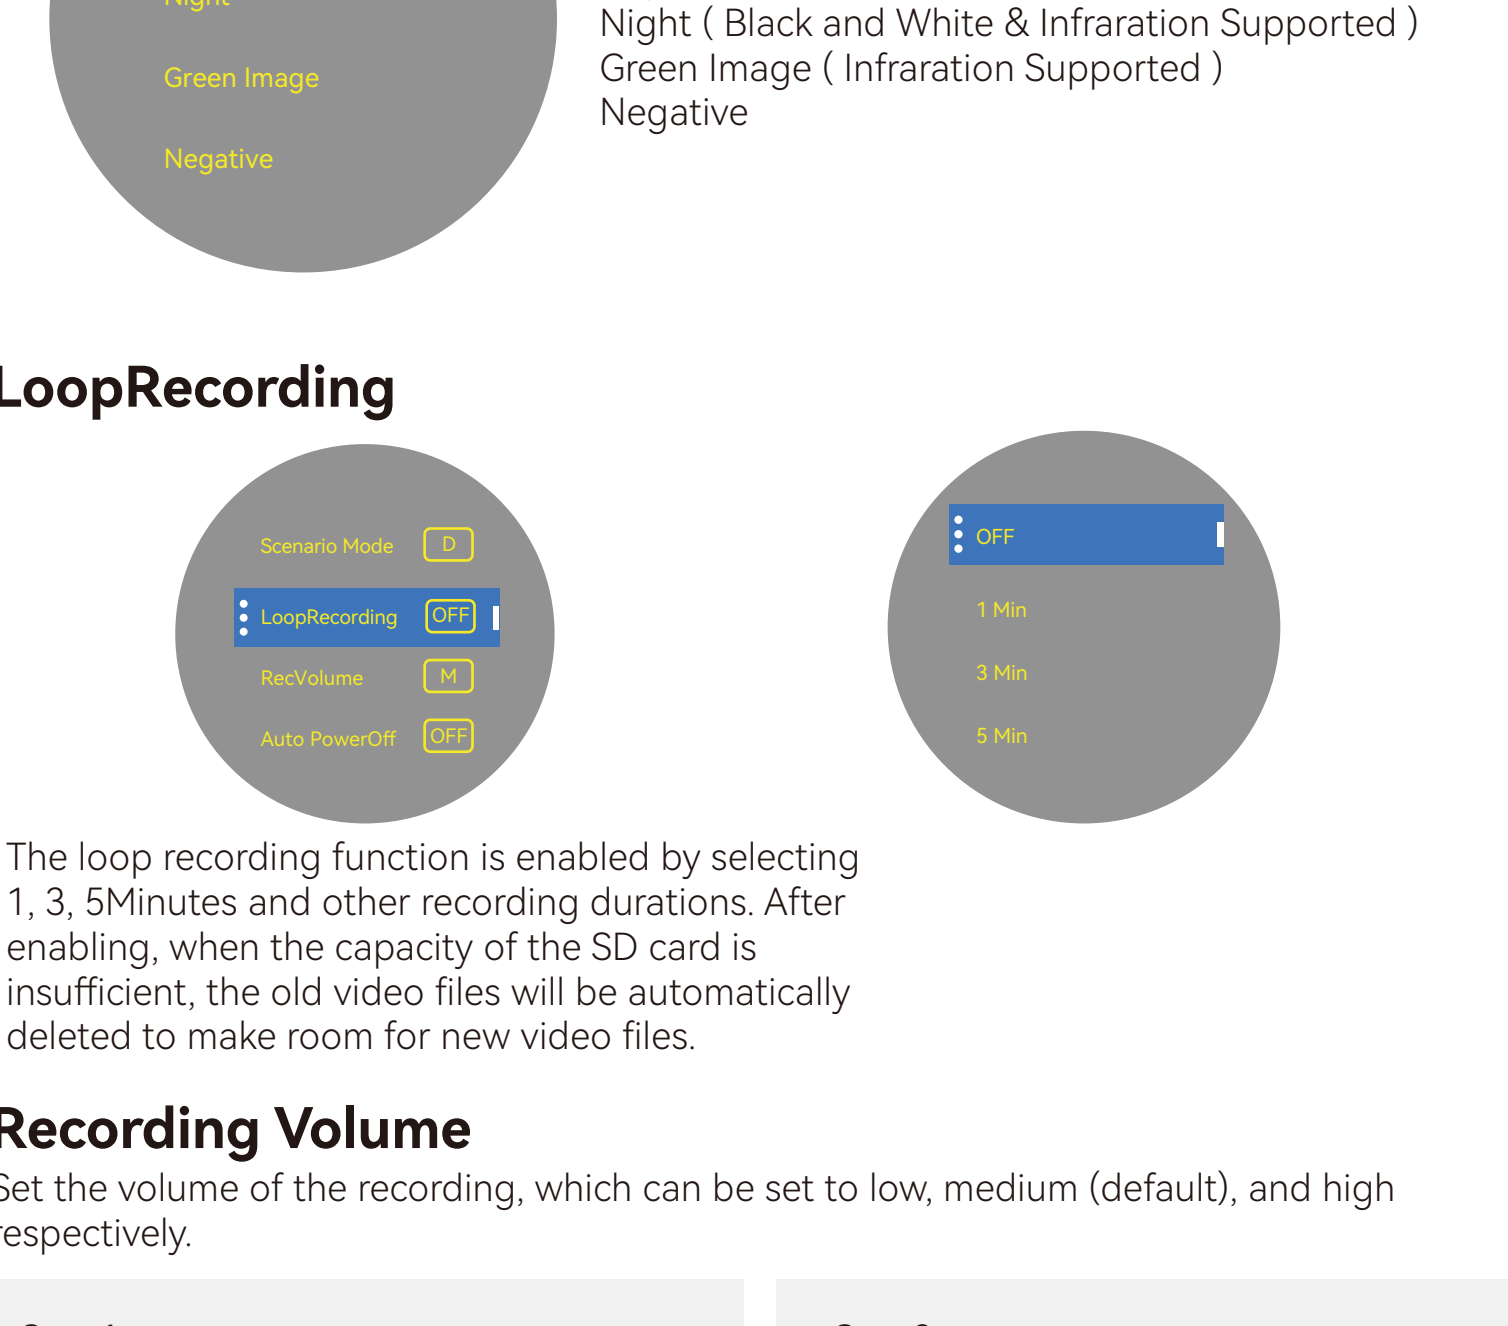 Night
Green Image
Negative
Night ( Black and White & Infraration Supported )
Green Image ( Infraration Supported )
Negative
LoopRecording
Scenario Mode D
LoopRecording OFF
RecVolume M
Auto PowerOff OFF
OFF
1 Min
3 Min
5 Min
The loop recording function is enabled by selecting
1, 3, 5Minutes and other recording durations. After
enabling, when the capacity of the SD card is
insufficient, the old video files will be automatically
deleted to make room for new video files.
Recording Volume
Set the volume of the recording, which can be set to low, medium (default), and high
respectively.